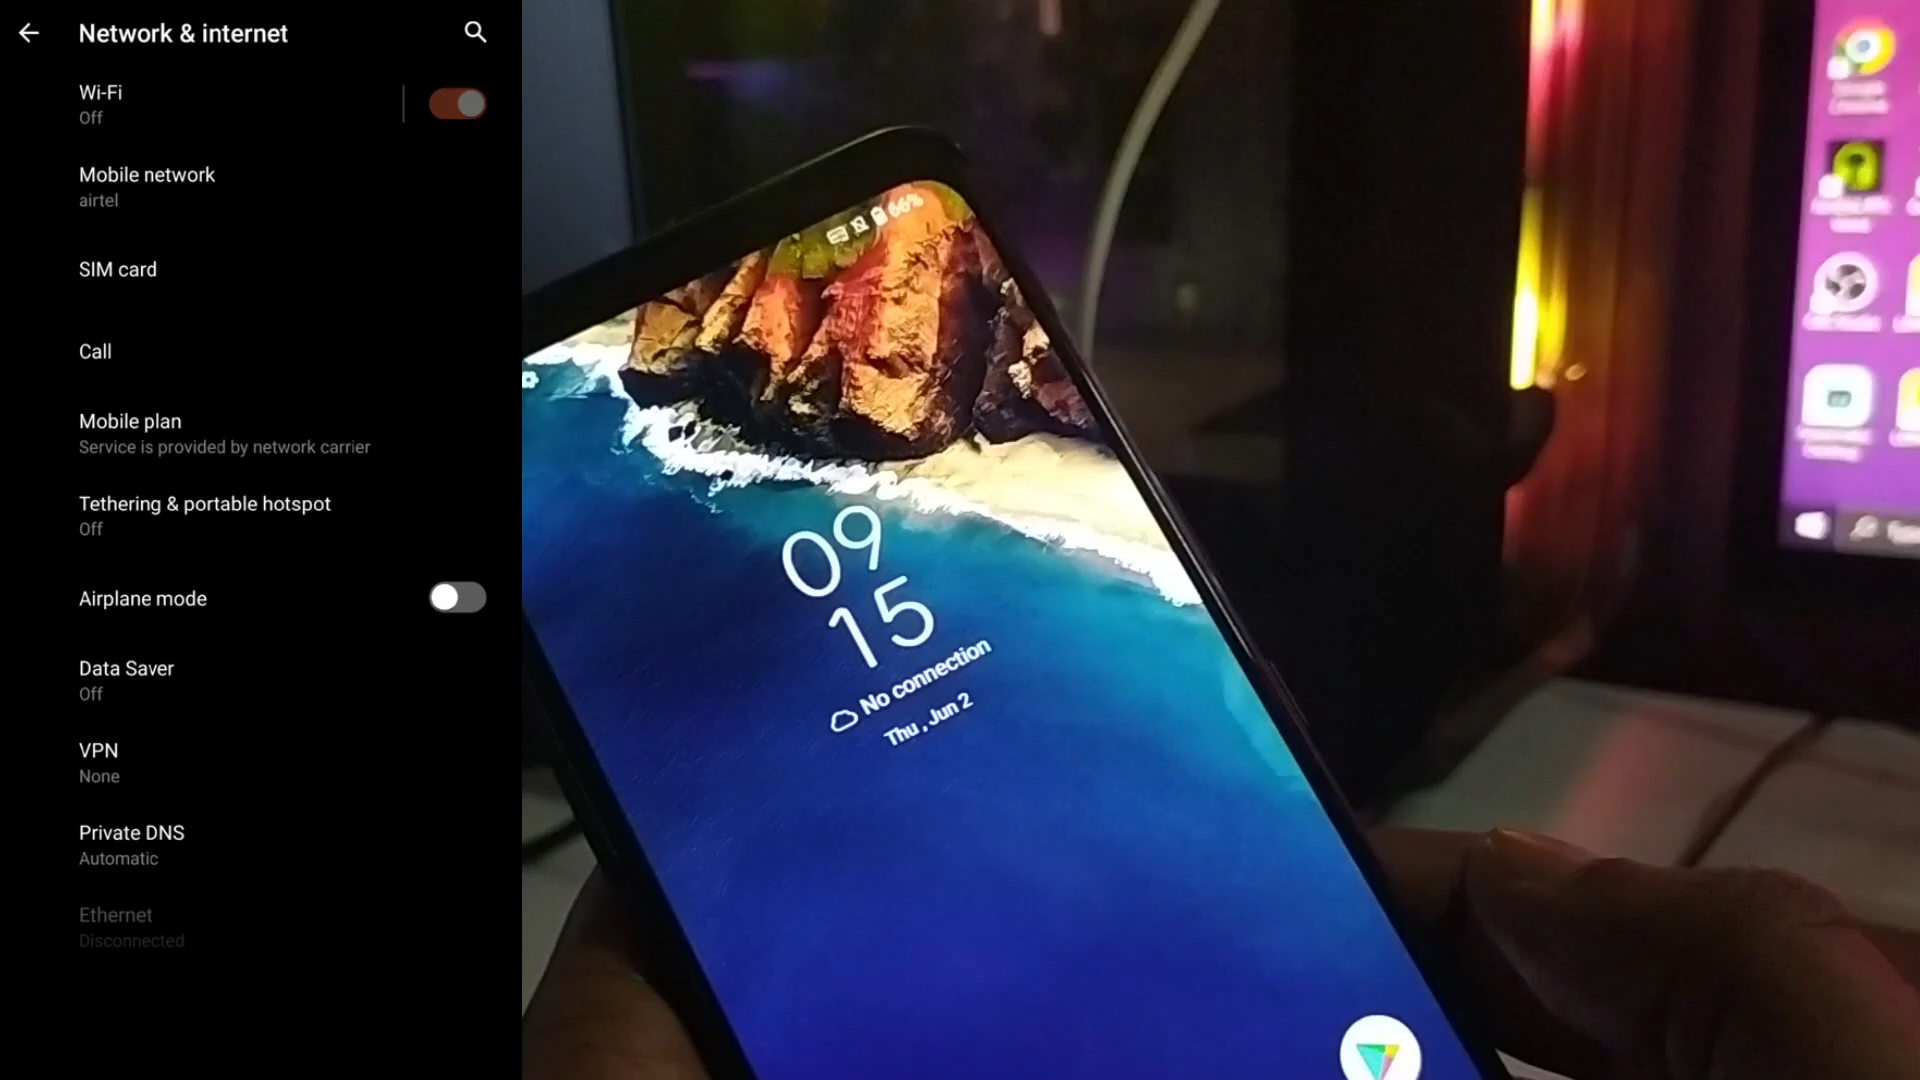 Network & internet
Wi-Fi
Off
Mobile network
airtel
SIM card
Call
Mobile plan
Service is provided by network carrier
Tethering & portable hotspot
Off
Airplane mode
Data Saver
Off
VPN
None
Private DNS
Automatic
Ethernet
Disconnected
66%
09
15
No connection
Thu , Jun 2